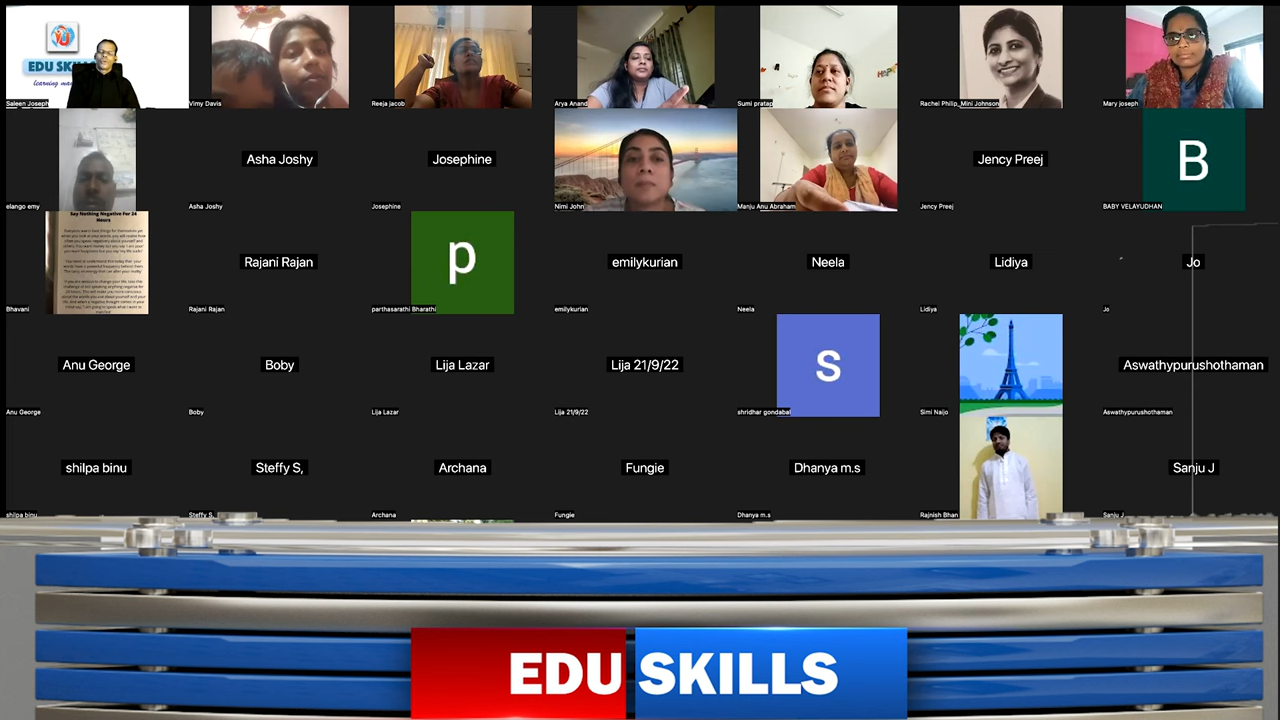 EDU SKILLS
learning
Saleen Joseph
Vimy Davis
Reeja jacob
Arya Anand
Sumi pratap
Rachel Philip_Mini Johnson
Mary joseph
Asha Joshy
Josephine
Jency Preej
B
elango emy
Asha Joshy
Josephine
Nimi John
Manju Anu Abraham
Jency Preej
BABY VELAYUDHAN
Say Nothing Negative For 24
Hours
Rajani Rajan
p
emilykurian
Neela
Lidiya
Jo
Bhavani
Rajani Rajan
parthasarathi Bharathi
emilykurian
Neela
Lidiya
Jo
Anu George
Boby
Lija Lazar
Lija 21/9/22
S
Aswathypurushothaman
Anu George
Boby
Lija Lazar
Lija 21/9/22
shridhar gondabal
Simi Naijo
Aswathypurushothaman
shilpa binu
Steffy S,
Archana
Fungie
Dhanya m.s
Sanju J
shilpa binu
Steffy S,
Archana
Fungie
Dhanya m.s
Rajnish Bhan
Sanju J
EDU SKILLS